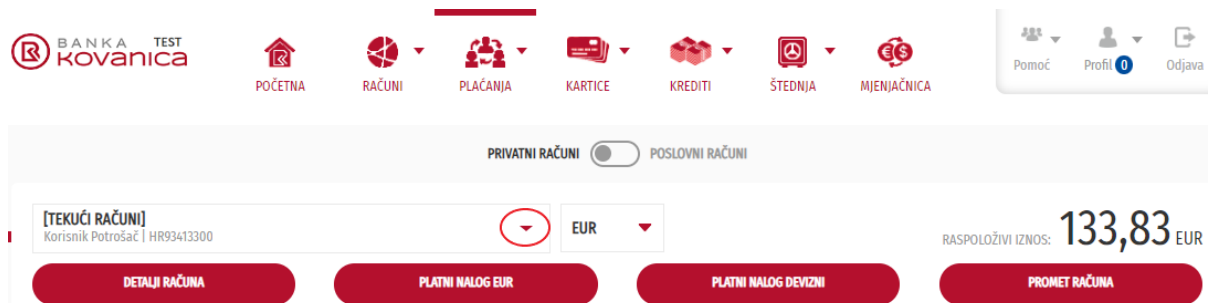 BANKA TEST
Kovanica
POČETNA
RAČUNI
PLAĆANJA
KARTICE
KREDITI
ŠTEDNJA
MJENJAČNICA
Pomoć
Profil 0
Odjava
PRIVATNI RAČUNI
POSLOVNI RAČUNI
[TEKUĆI RAČUNI]
Korisnik Potrošač | HR93413300
EUR
RASPOLOŽIVI IZNOS: 133,83 EUR
DETALJI RAČUNA
PLATNI NALOG EUR
PLATNI NALOG DEVIZNI
PROMET RAČUNA